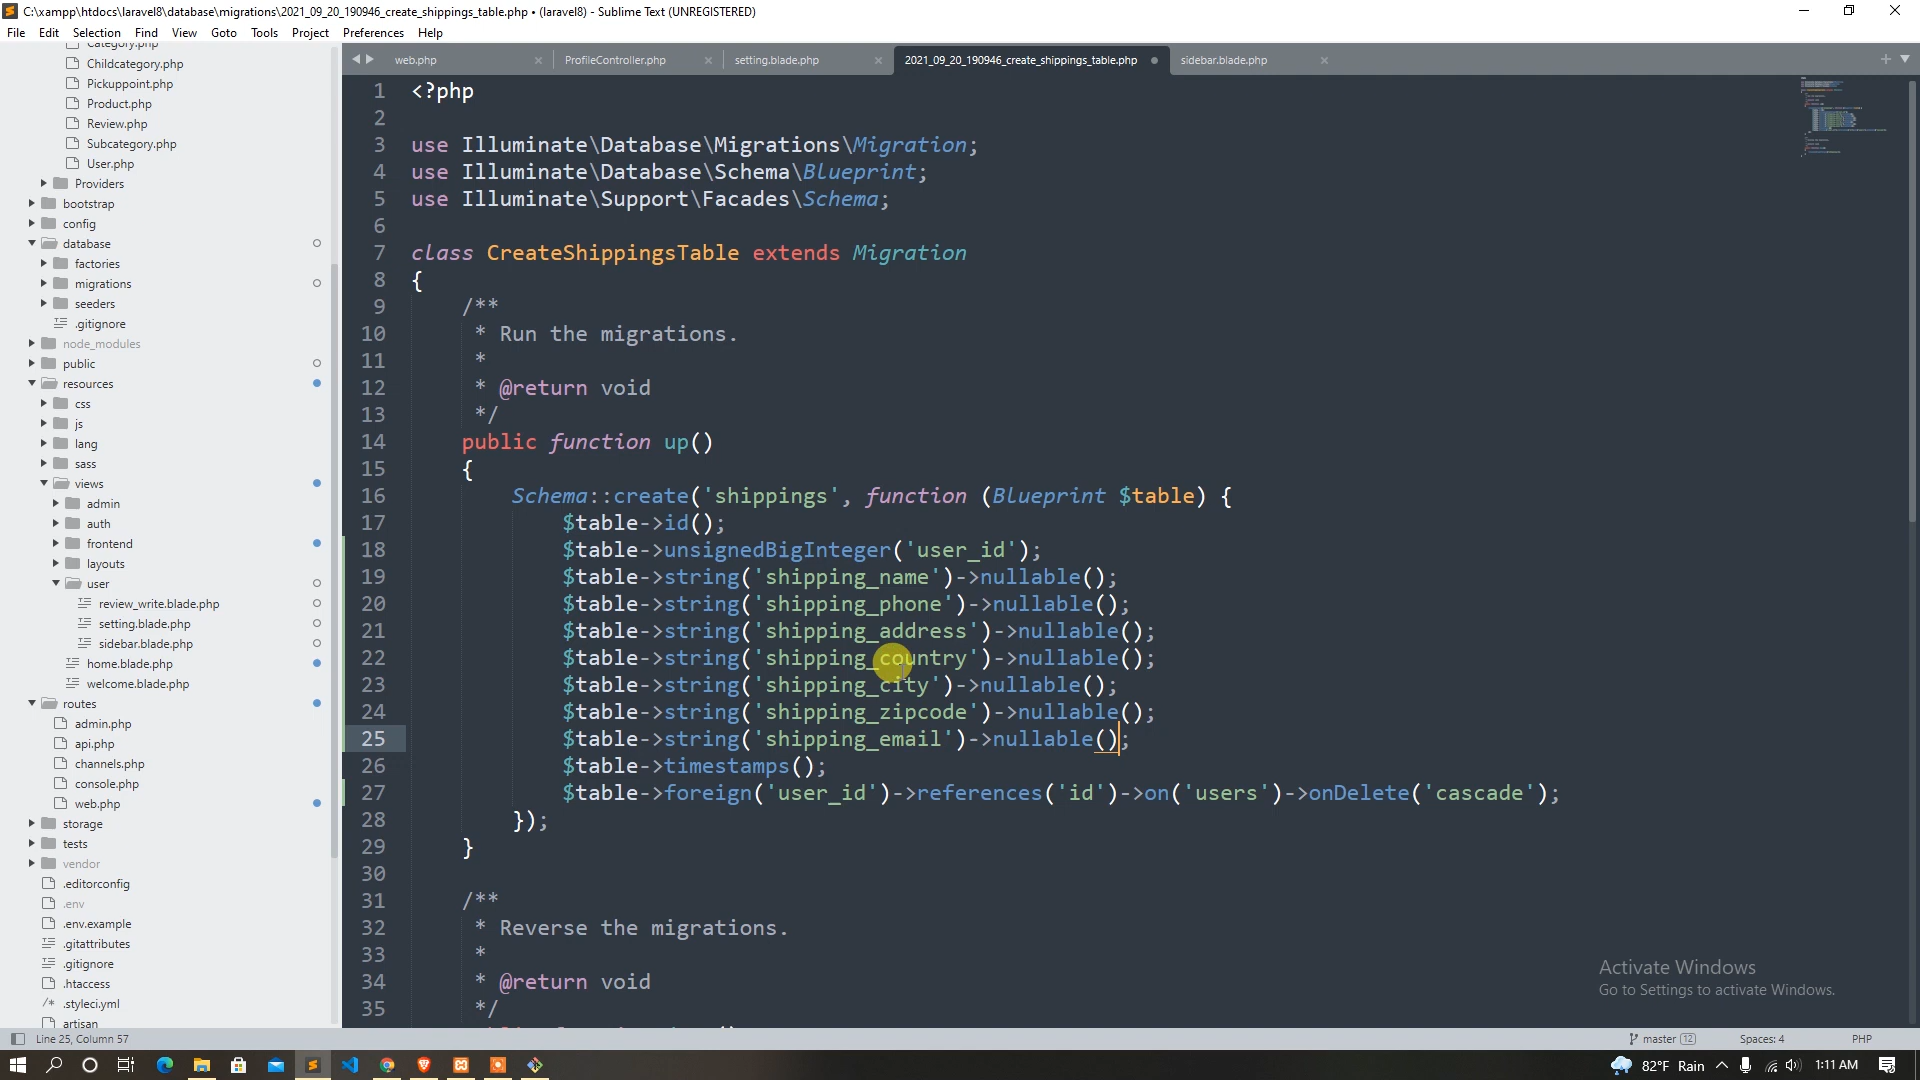 C:\xampp\htdocs\laravel8\database\migrations\2021_09_20_190946_create_shippings_table.php • (laravel8) - Sublime Text (UNREGISTERED)
File Edit Selection Find View Goto Tools Project Preferences Help
web.php ProfileController.php setting.blade.php 2021_09_20_190946_create_shippings_table.php sidebar.blade.php
Category.php
Childcategory.php
Pickuppoint.php
Product.php
Review.php
Subcategory.php
User.php
Providers
bootstrap
config
database
factories
migrations
seeders
.gitignore
node_modules
public
resources
css
js
lang
sass
views
admin
auth
frontend
layouts
user
review_write.blade.php
setting.blade.php
sidebar.blade.php
home.blade.php
welcome.blade.php
routes
admin.php
api.php
channels.php
console.php
web.php
storage
tests
vendor
.editorconfig
.env
.env.example
.gitattributes
.gitignore
.htaccess
.styleci.yml
artisan
1 <?php
2
3 use Illuminate\Database\Migrations\Migration;
4 use Illuminate\Database\Schema\Blueprint;
5 use Illuminate\Support\Facades\Schema;
6
7 class CreateShippingsTable extends Migration
8 {
9 /**
10 * Run the migrations.
11 *
12 * @return void
13 */
14 public function up()
15 {
16 Schema::create('shippings', function (Blueprint $table) {
17 $table->id();
18 $table->unsignedBigInteger('user_id');
19 $table->string('shipping_name')->nullable();
20 $table->string('shipping_phone')->nullable();
21 $table->string('shipping_address')->nullable();
22 $table->string('shipping_country')->nullable();
23 $table->string('shipping_city')->nullable();
24 $table->string('shipping_zipcode')->nullable();
25 $table->string('shipping_email')->nullable();
26 $table->timestamps();
27 $table->foreign('user_id')->references('id')->on('users')->onDelete('cascade');
28 });
29 }
30
31 /**
32 * Reverse the migrations.
33 *
34 * @return void
35 */
Activate Windows
Go to Settings to activate Windows.
Line 25, Column 57 master 12 Spaces: 4 PHP
82°F Rain 1:11 AM